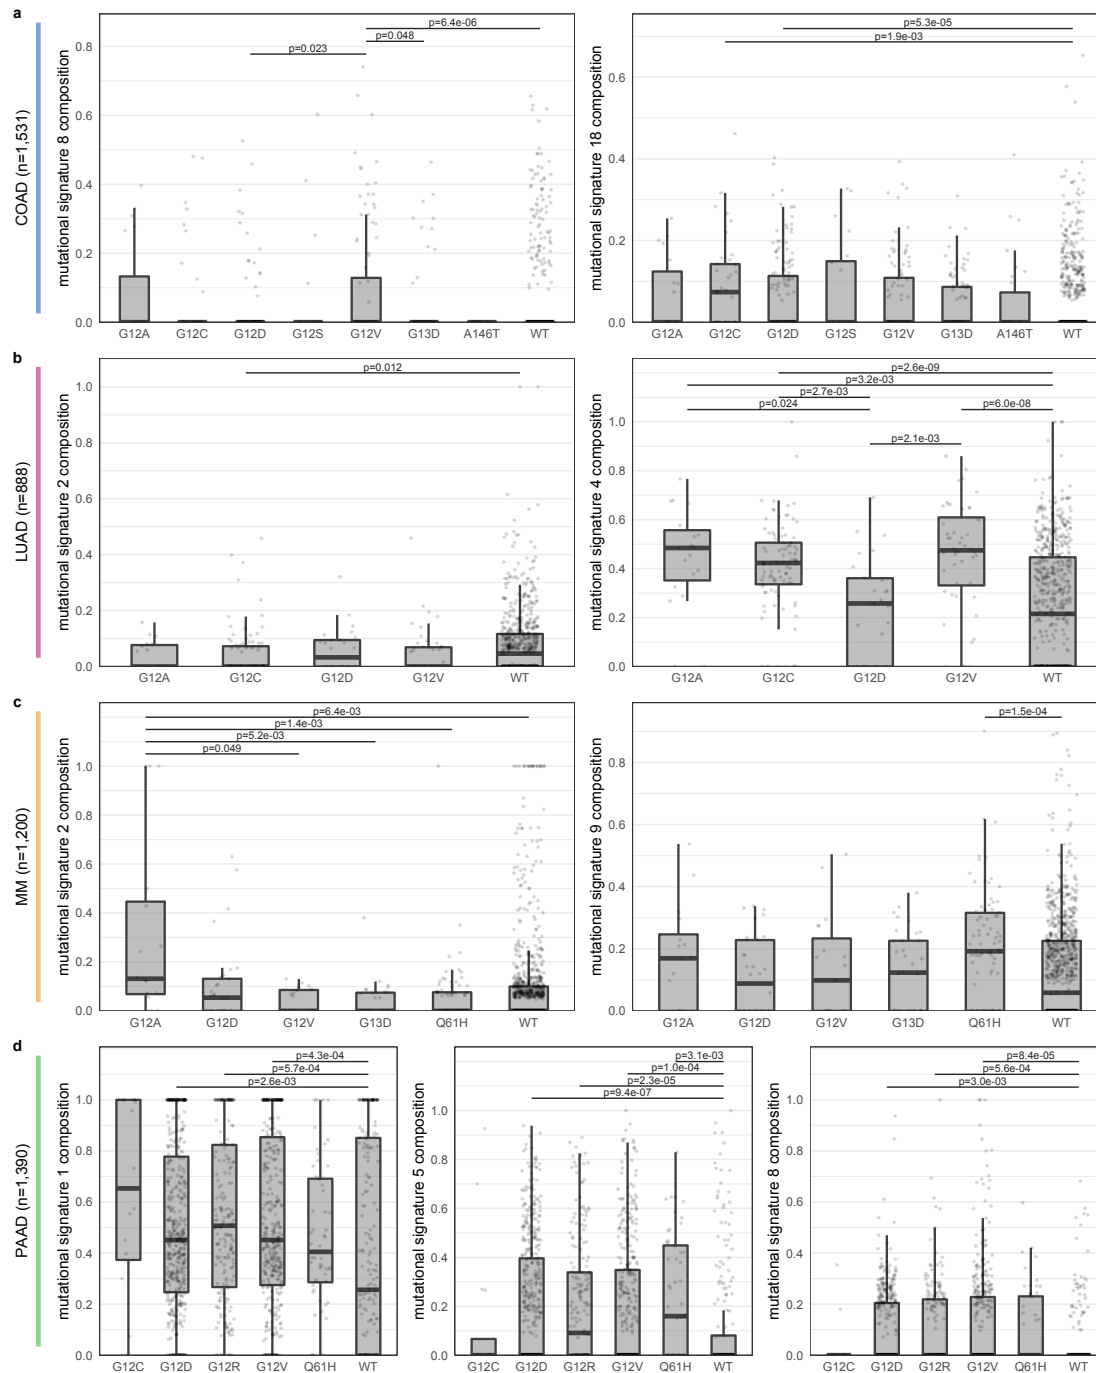 a
COAD (n=1,531)
mutational signature 8 composition
0.8
0.6
0.4
0.2
0.0
p=6.4e-06
p=0.048
p=0.023
G12A G12C G12D G12S G12V G13D A146T WT
mutational signature 18 composition
0.6
0.4
0.2
0.0
p=5.3e-05
p=1.9e-03
G12A G12C G12D G12S G12V G13D A146T WT
b
LUAD (n=888)
mutational signature 2 composition
1.0
0.8
0.6
0.4
0.2
0.0
p=0.012
G12A G12C G12D G12V WT
mutational signature 4 composition
1.0
0.8
0.6
0.4
0.2
0.0
p=2.6e-09
p=3.2e-03
p=2.7e-03
p=0.024 p=6.0e-08
p=2.1e-03
G12A G12C G12D G12V WT
c
MM (n=1,200)
mutational signature 2 composition
1.0
0.8
0.6
0.4
0.2
0.0
p=6.4e-03
p=1.4e-03
p=5.2e-03
p=0.049
G12A G12D G12V G13D Q61H WT
mutational signature 9 composition
0.8
0.6
0.4
0.2
0.0
p=1.5e-04
G12A G12D G12V G13D Q61H WT
d
PAAD (n=1,390)
mutational signature 1 composition
1.0
0.8
0.6
0.4
0.2
0.0
p=4.3e-04
p=5.7e-04
p=2.6e-03
G12C G12D G12R G12V Q61H WT
mutational signature 5 composition
1.0
0.8
0.6
0.4
0.2
0.0
p=3.1e-03
p=1.0e-04
p=2.3e-05
p=9.4e-07
G12C G12D G12R G12V Q61H WT
mutational signature 8 composition
1.0
0.8
0.6
0.4
0.2
0.0
p=8.4e-05
p=5.6e-04
p=3.0e-03
G12C G12D G12R G12V Q61H WT